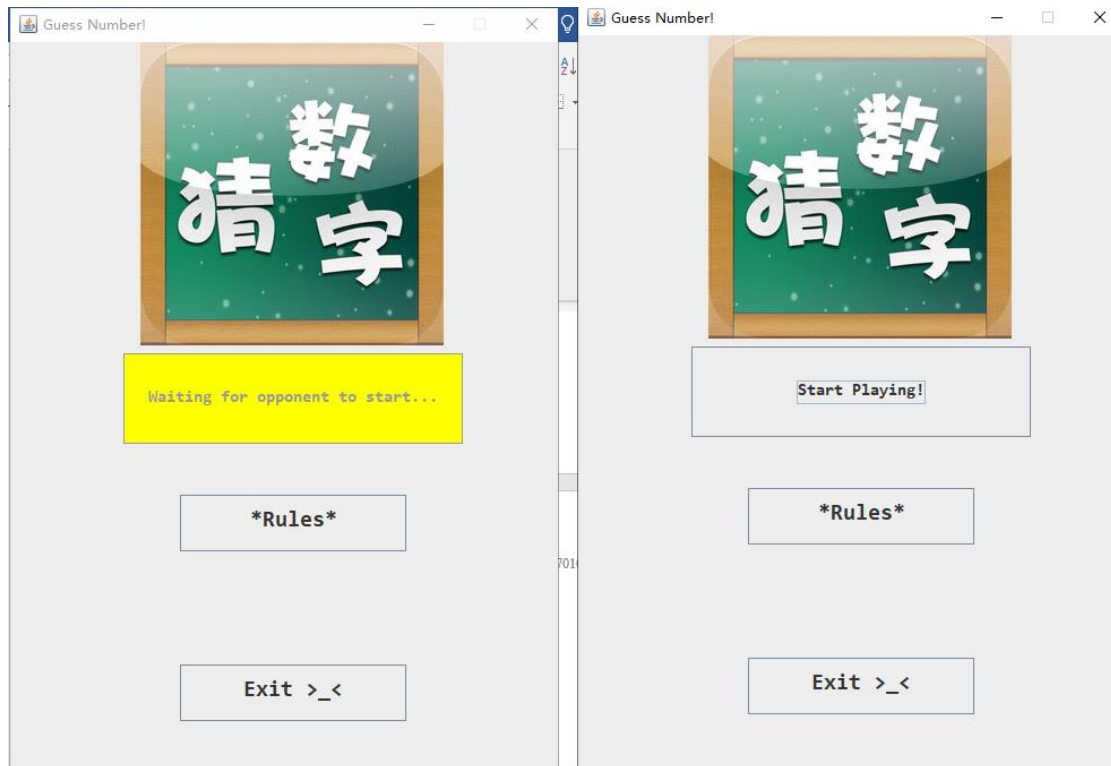 Guess Number!
猜数字
Waiting for opponent to start...
*Rules*
Exit >_<
A
Z
701
Guess Number!
猜数字
Start Playing!
*Rules*
Exit >_<